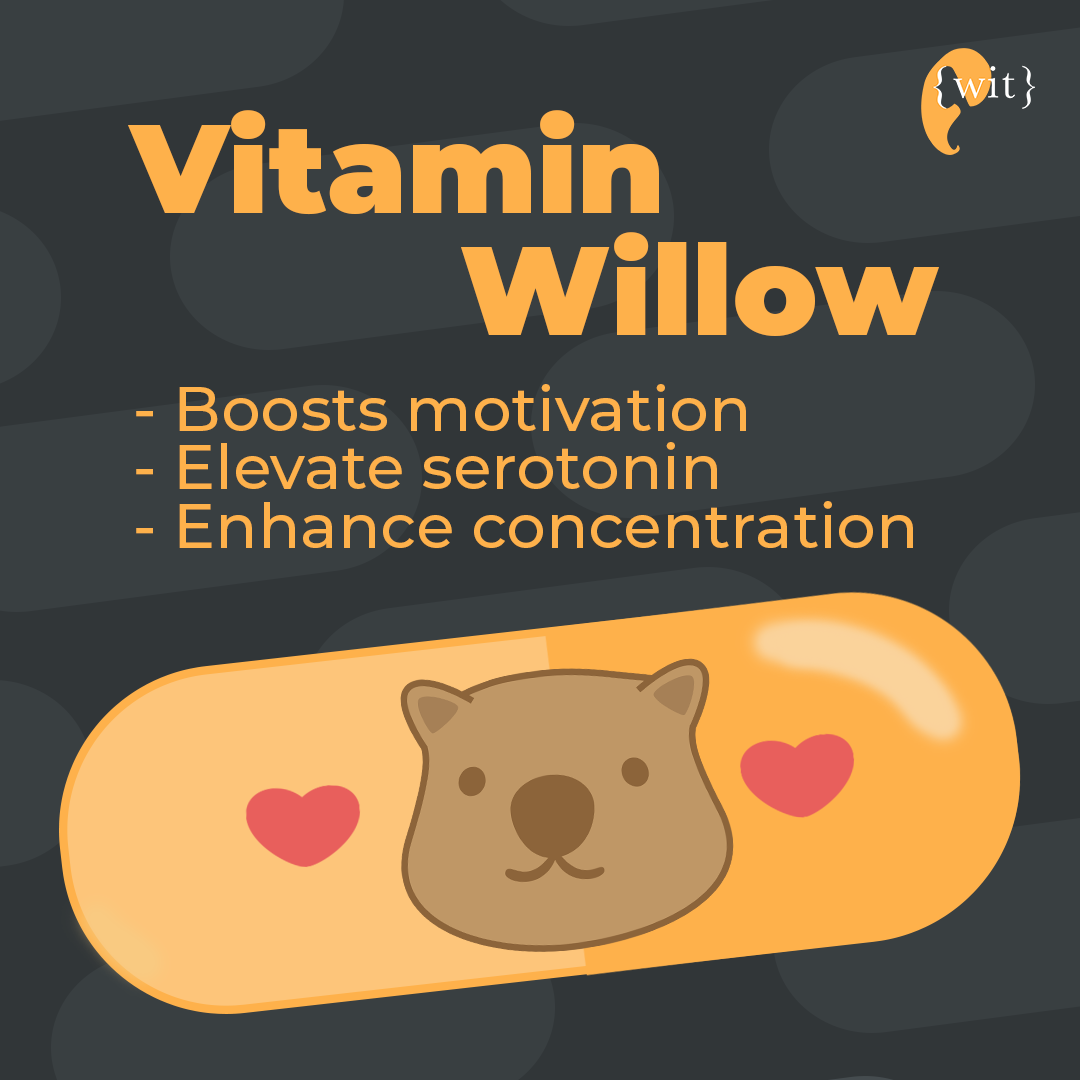 {wit}
Vitamin
Willow
- Boosts motivation
- Elevate serotonin
- Enhance concentration